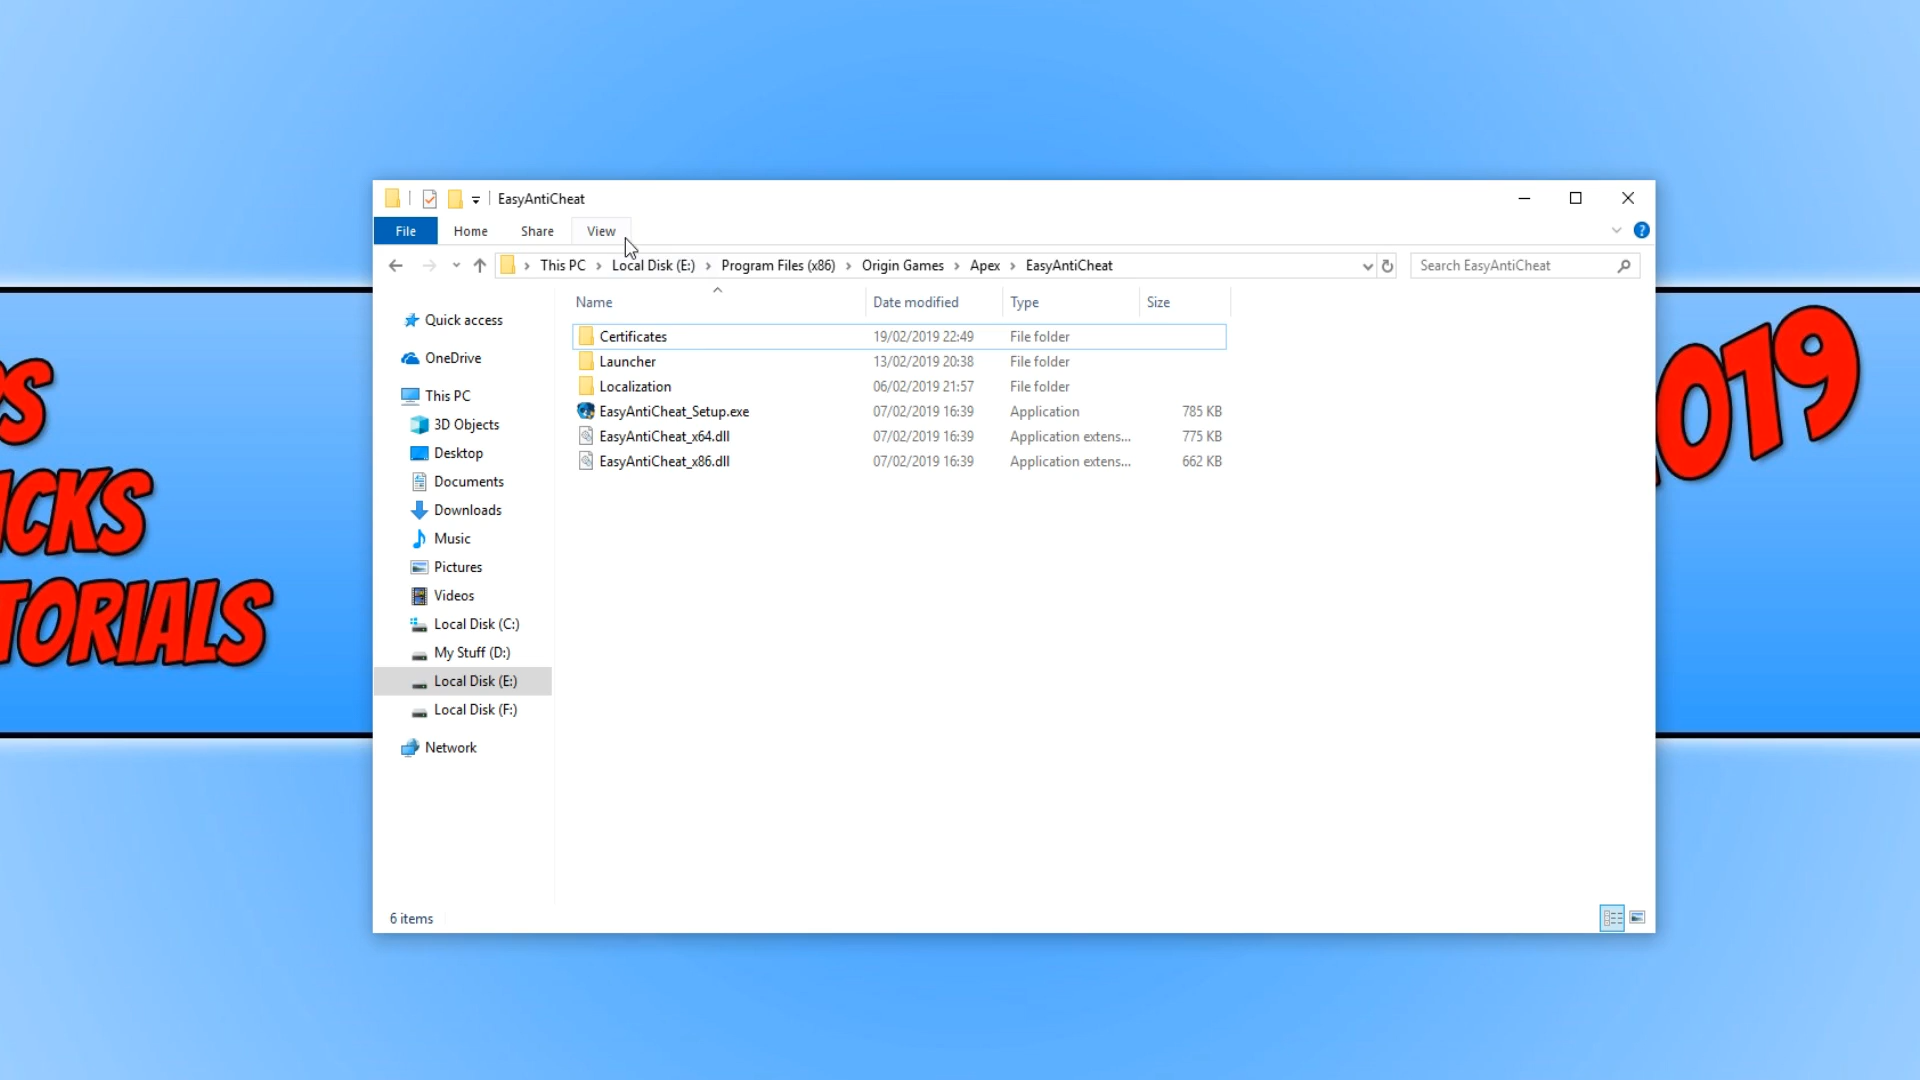 EasyAntiCheat
File Home Share View
This PC Local Disk (E:) Program Files (x86) Origin Games Apex EasyAntiCheat
Search EasyAntiCheat
Name Date modified Type Size
Quick access
OneDrive
This PC
3D Objects
Desktop
Documents
Downloads
Music
Pictures
Videos
Local Disk (C:)
My Stuff (D:)
Local Disk (E:)
Local Disk (F:)
Network
Certificates 19/02/2019 22:49 File folder
Launcher 13/02/2019 20:38 File folder
Localization 06/02/2019 21:57 File folder
EasyAntiCheat_Setup.exe 07/02/2019 16:39 Application 785 KB
EasyAntiCheat_x64.dll 07/02/2019 16:39 Application extens... 775 KB
EasyAntiCheat_x86.dll 07/02/2019 16:39 Application extens... 662 KB
6 items
019